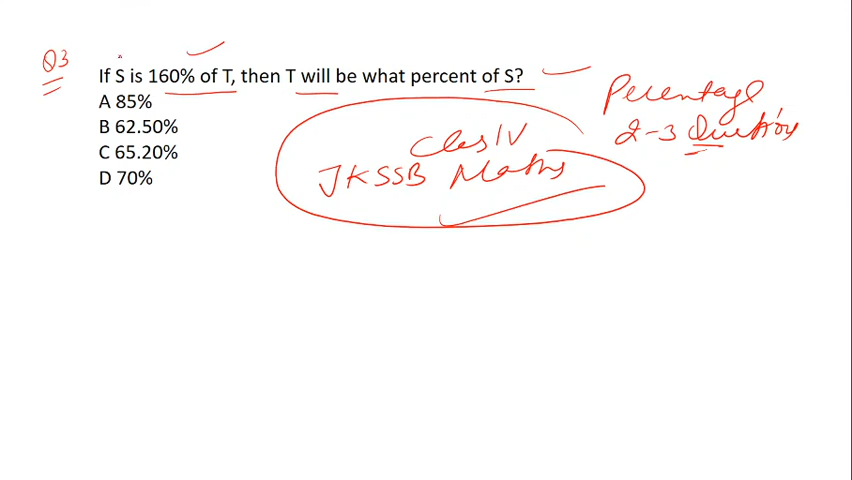 Q3
If S is 160% of T, then T will be what percent of S?
A 85%
B 62.50%
C 65.20%
D 70%
Percentage
2-3 Question
Class IV
JKSSB Maths